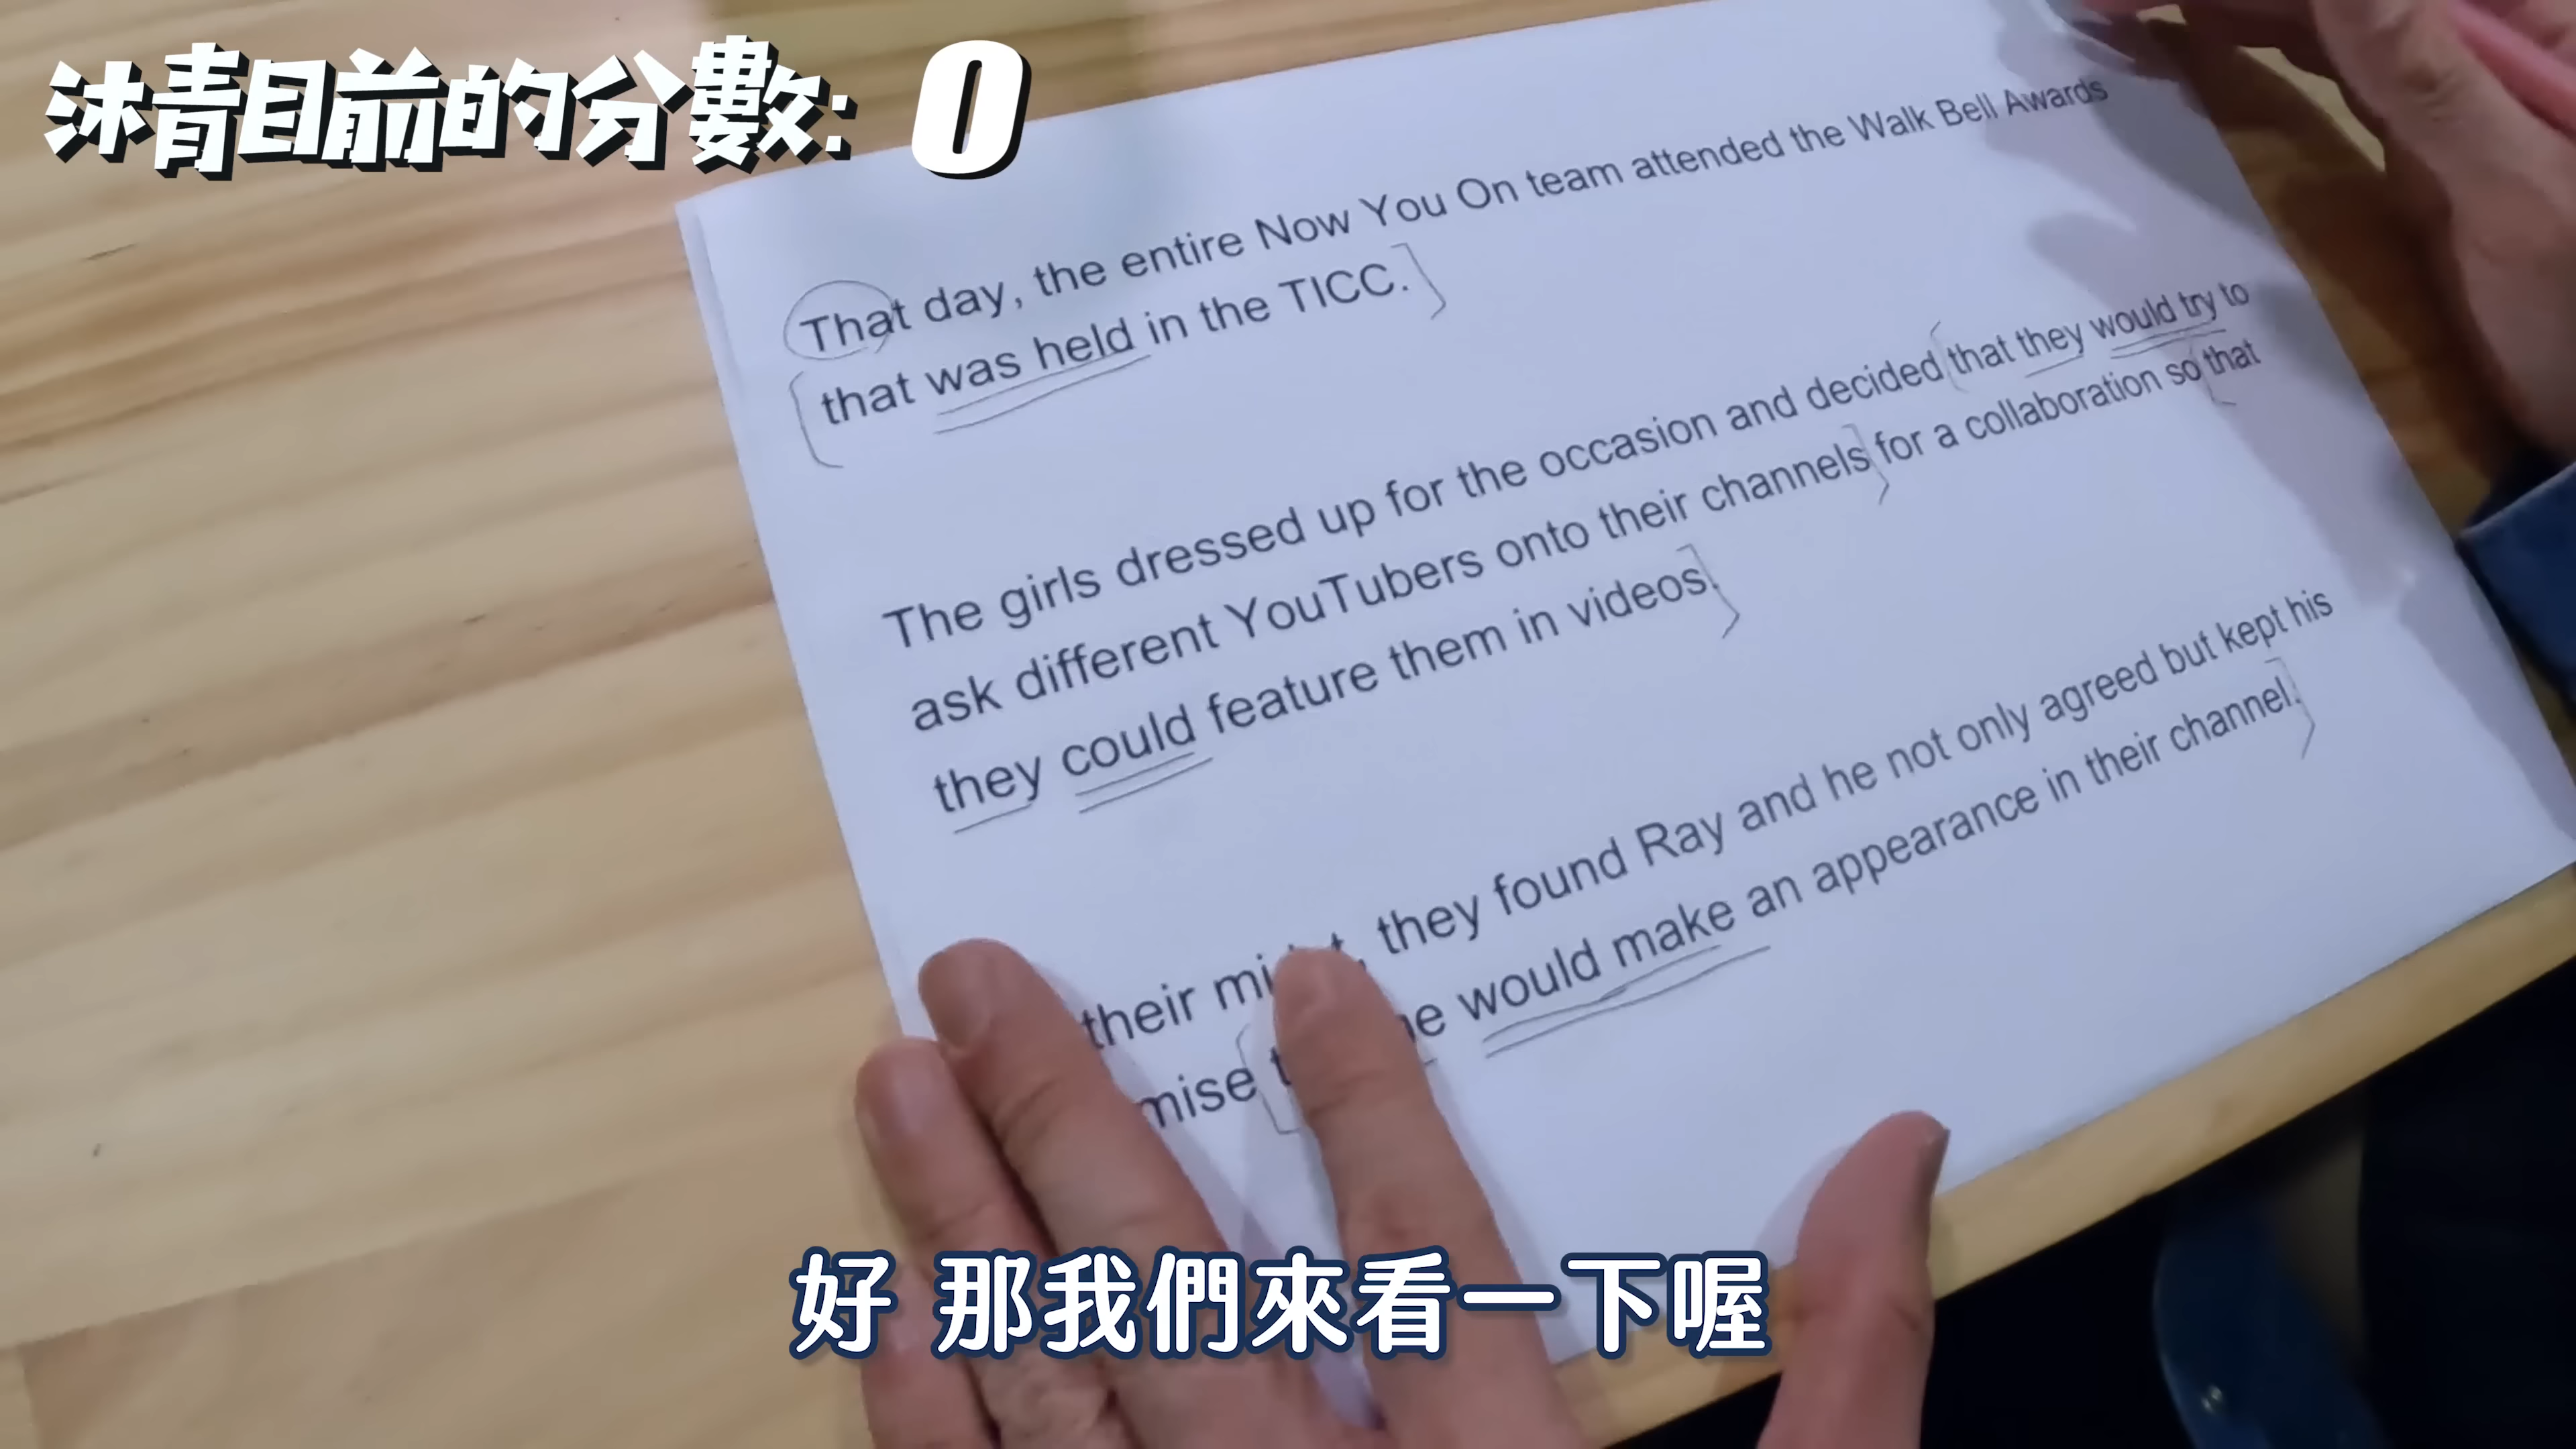 沐青目前的分數: 0
That day, the entire Now You On team attended the Walk Bell Awards
that was held in the TICC.
The girls dressed up for the occasion and decided that they would try to
ask different YouTubers onto their channels for a collaboration so that
they could feature them in videos.
their they found Ray and he not only agreed but kept his
would make an appearance in their channel.
好 那我們來看一下喔